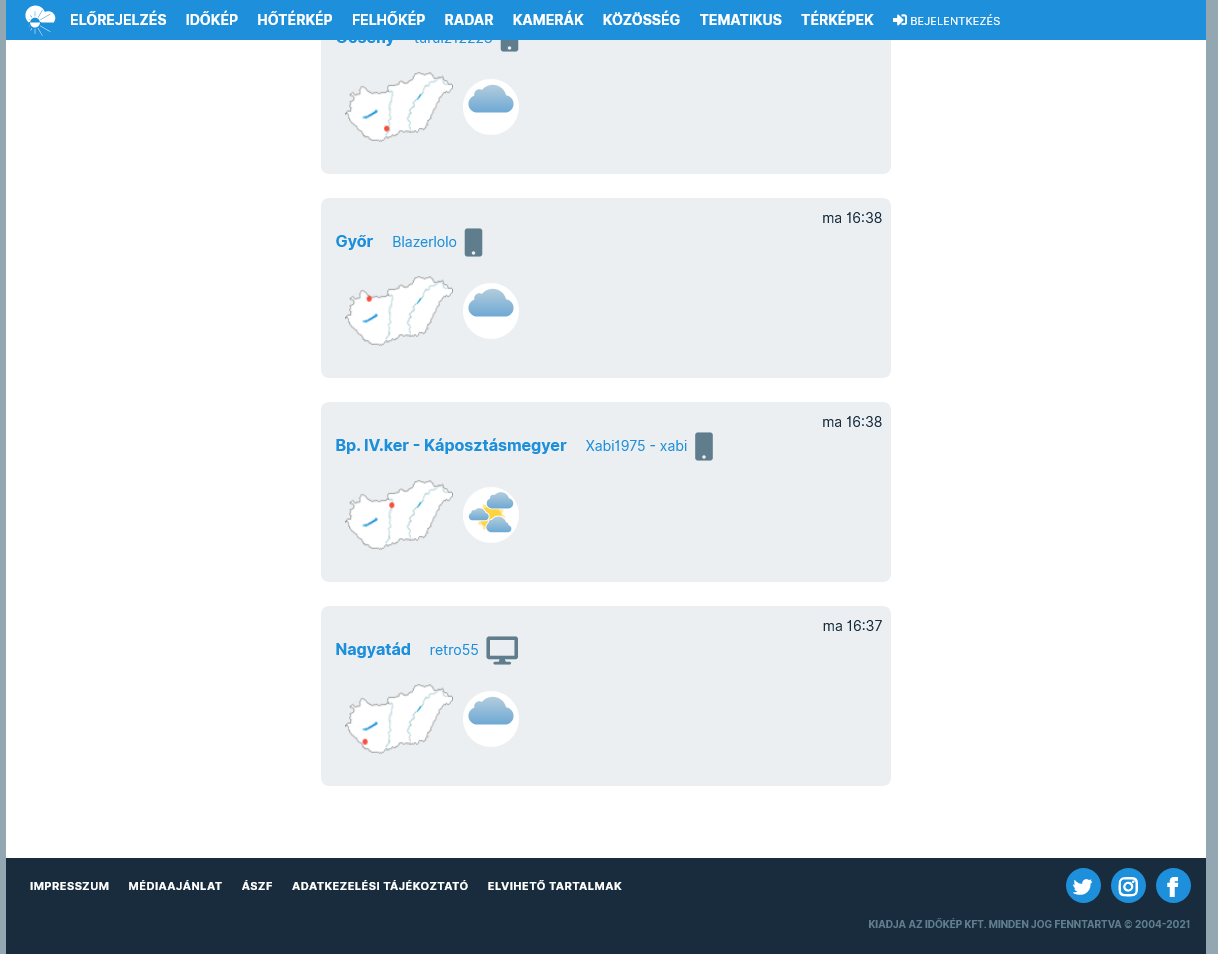 ELŐREJELZÉS IDŐKÉP HŐTÉRKÉP FELHŐKÉP RADAR KAMERÁK KÖZÖSSÉG TEMATIKUS TÉRKÉPEK BEJELENTKEZÉS
ma 16:38
Győr Blazerlolo
ma 16:38
Bp. IV.ker - Káposztásmegyer Xabi1975 - xabi
ma 16:37
Nagyatád retro55
IMPRESSZUM MÉDIAAJÁNLAT ÁSZF ADATKEZELÉSI TÁJÉKOZTATÓ ELVIHETŐ TARTALMAK
KIADJA AZ IDŐKÉP KFT. MINDEN JOG FENNTARTVA © 2004-2021